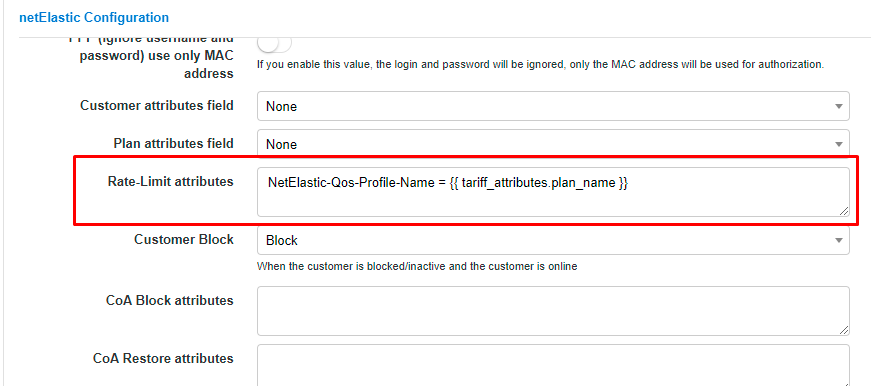 netElastic Configuration
(ignore username and
password) use only MAC
address
If you enable this value, the login and password will be ignored, only the MAC address will be used for authorization.
Customer attributes field
None
Plan attributes field
None
Rate-Limit attributes
NetElastic-Qos-Profile-Name = {{ tariff_attributes.plan_name }}
Customer Block
Block
When the customer is blocked/inactive and the customer is online
CoA Block attributes
CoA Restore attributes